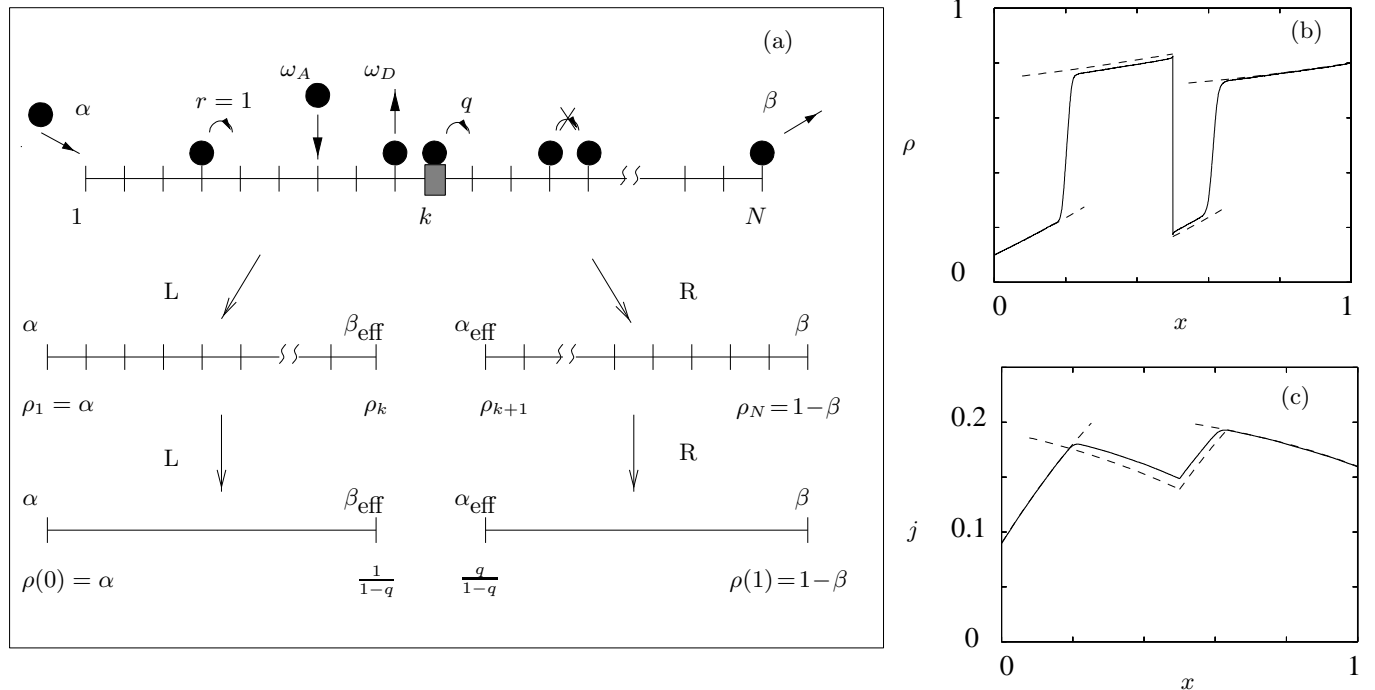 (a)
ω_A ω_D
α r = 1 q β
1 k N
L R
α β_eff α_eff β
ρ_1 = α ρ_k ρ_{k+1} ρ_N = 1−β
L R
α β_eff α_eff β
ρ(0) = α 1/(1-q) q/(1-q) ρ(1) = 1−β
(b)
1
ρ
0
0 x 1
(c)
0.2
0.1
j
0
0 x 1